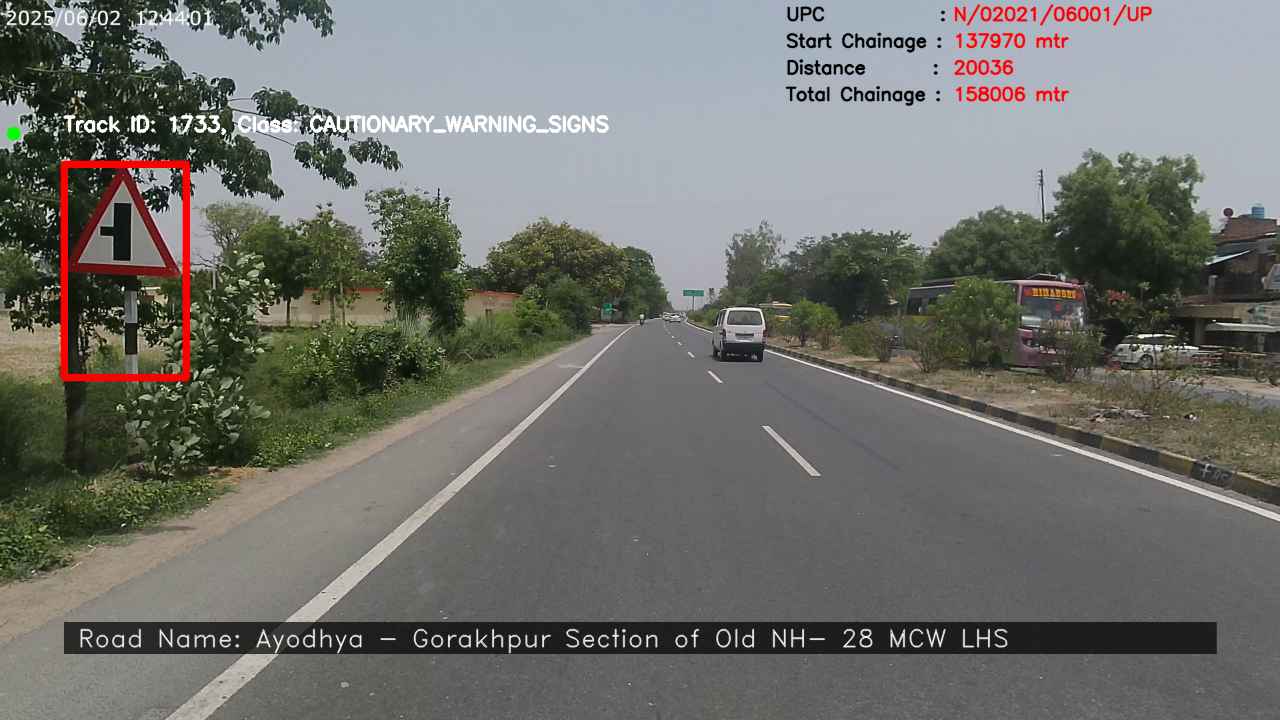 2025/06/02 12:44:01
UPC : N/02021/06001/UP
Start Chainage : 137970 mtr
Distance : 20036
Total Chainage : 158006 mtr
Track ID: 1733, Class: CAUTIONARY_WARNING_SIGNS
Road Name: Ayodhya - Gorakhpur Section of Old NH- 28 MCW LHS